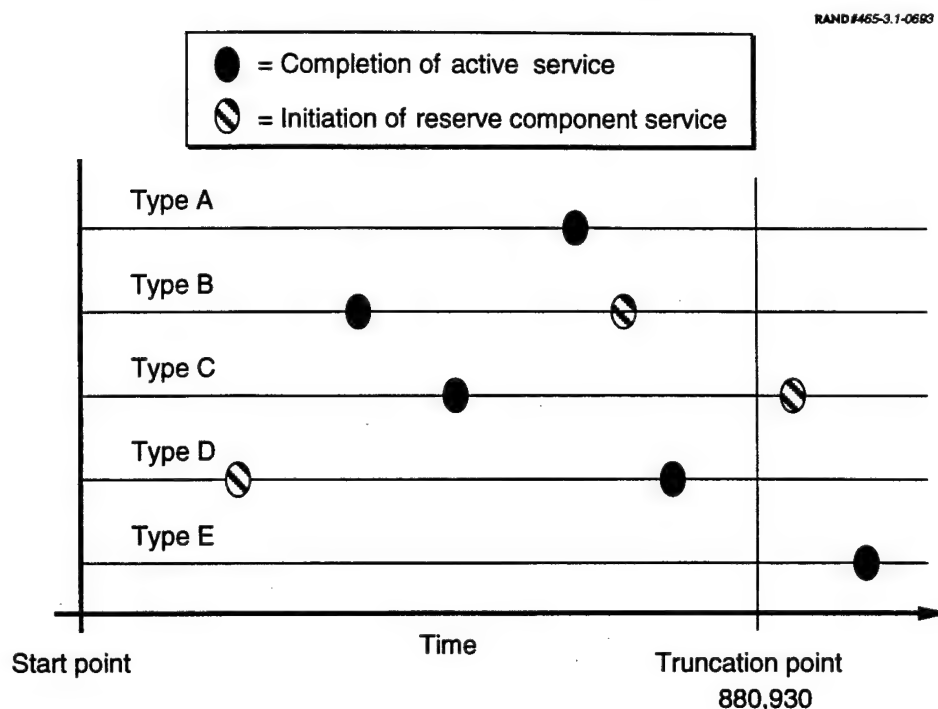 RAND#465-3.1-0693
= Completion of active service
= Initiation of reserve component service
Type A
Type B
Type C
Type D
Type E
Time
Start point
Truncation point
880,930